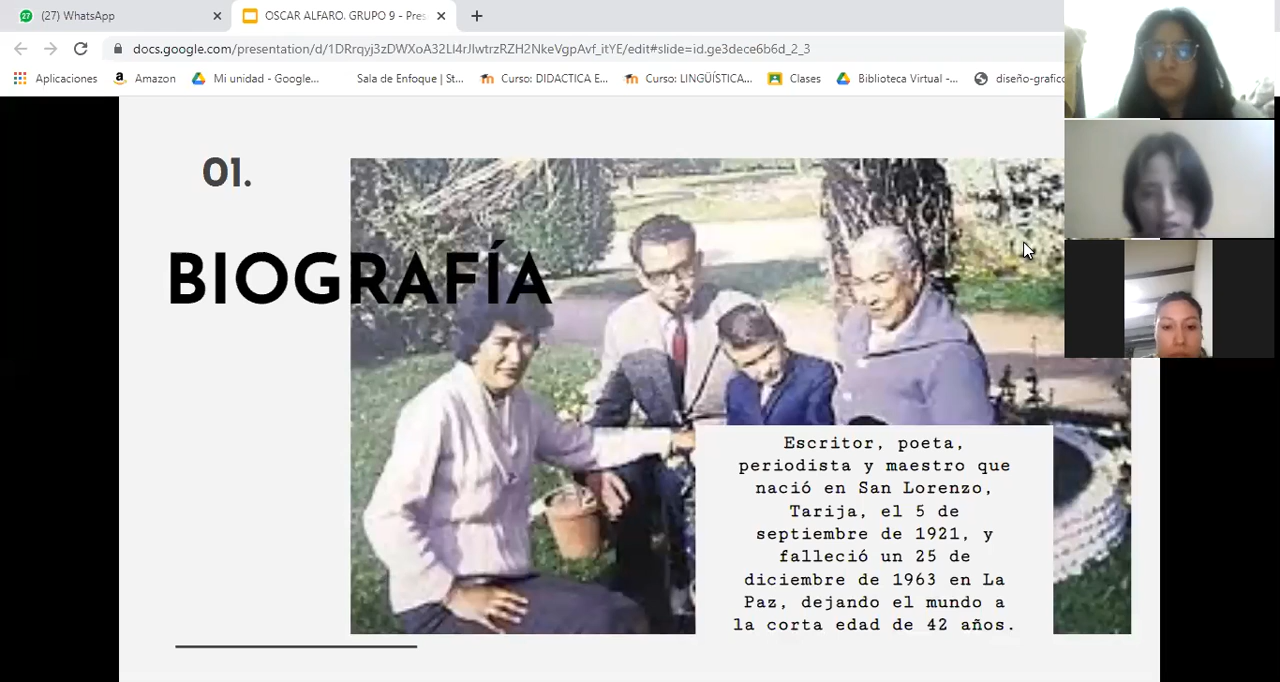 (27) WhatsApp
OSCAR ALFARO. GRUPO 9 - Pres
docs.google.com/presentation/d/1DRrqyj3zDWXoA32LI4rJlwtrzRZH2NkeVgpAvf_itYE/edit#slide=id.ge3dece6b6d_2_3
Aplicaciones
Amazon
Mi unidad - Google...
Sala de Enfoque | St...
Curso: DIDACTICA E...
Curso: LINGÜÍSTICA...
Clases
Biblioteca Virtual -...
diseño-grafico
01.
BIOGRAFÍA
Escritor, poeta,
periodista y maestro que
nació en San Lorenzo,
Tarija, el 5 de
septiembre de 1921, y
falleció un 25 de
diciembre de 1963 en La
Paz, dejando el mundo a
la corta edad de 42 años.